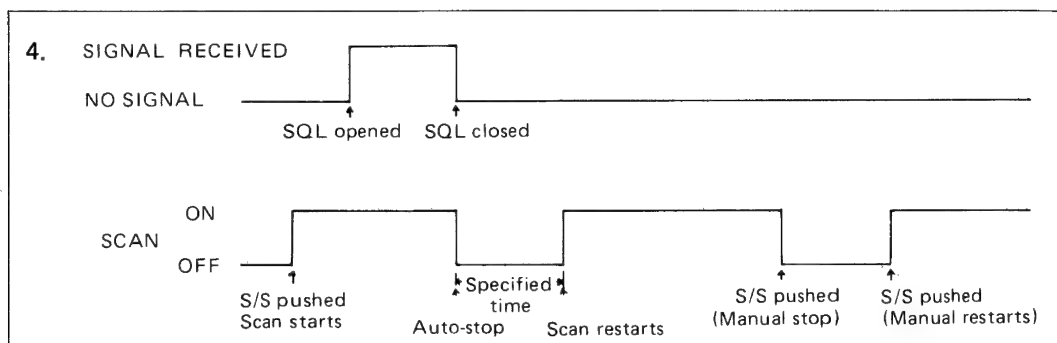 4. SIGNAL RECEIVED
NO SIGNAL
SQL opened SQL closed
ON
SCAN
OFF
S/S pushed
Scan starts
Auto-stop
Specified
time
Scan restarts
S/S pushed
(Manual stop)
S/S pushed
(Manual restarts)